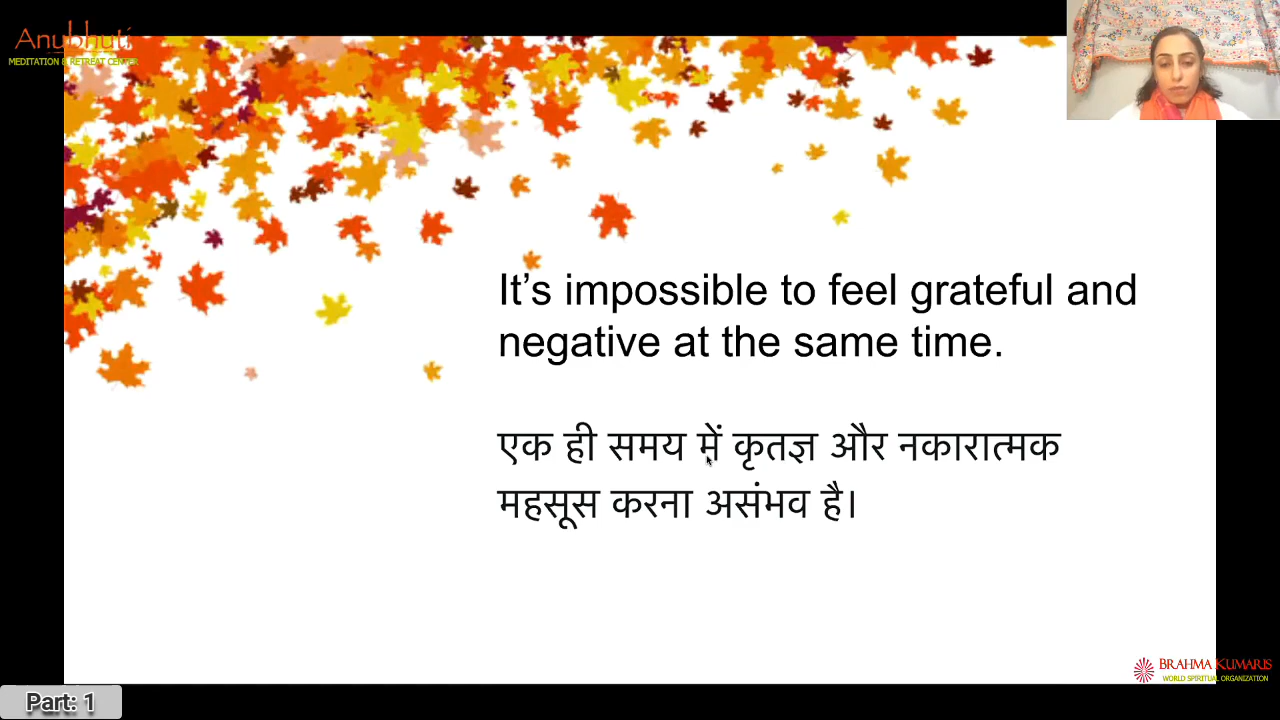 Anubhuti
MEDITATION & RETREAT CENTER
It’s impossible to feel grateful and
negative at the same time.
एक ही समय में कृतज्ञ और नकारात्मक
महसूस करना असंभव है।
BRAHMA KUMARIS
WORLD SPIRITUAL ORGANIZATION
Part: 1